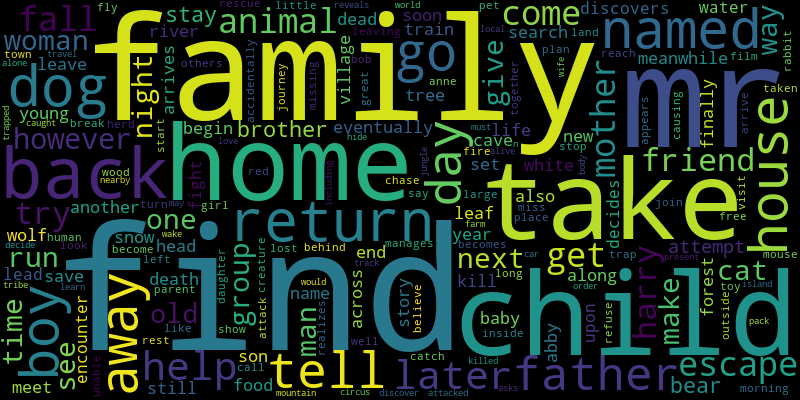 fall
stay
animal
family
come
discovers
water
named
way
woman
river
dead
soon
little
reveals
world
pet
rescue
fly
search
land
train
leaving
go
give
mr
meanwhile
film
plan
reach
dog
night
arrives
village
tree
anne
bob
great
missing
journey
others
accidentally
leave
town
travel
alone
young
trapped
caught
break
herd
start
however
begin
brother
eventually
day
life
together
wife
local
rabbit
taken
finally
causing
appears
arrive
mother
house
back
home
friend
new
stop
must
fire
alive
cave
set
white
body
chase
take
try
another
wood
nearby
fight
love
red
hide
including
jungle
say
large
also
miss
place
decides
join
visit
free
mouse
attempt
present
one
turn
may
girl
return
leaf
year
becomes
farm
wolf
human
snow
become
wake
look
decide
tribe
learn
run
lead
save
head
left
death
parent
find
child
next
get
along
car
trap
harry
cat
forest
outside
toy
island
pack
boy
away
old
group
daughter
creature
attack
lost
behind
end
manages
across
kill
long
order
make
time
see
encounter
like
rest
unable
name
show
man
realizes
would
track
story
believe
well
baby
inside
abby
upon
refuse
meet
help
still
son
call
food
mountain
tell
circus
discover
catch
attacked
later
killed
asks
father
escape
bear
morning